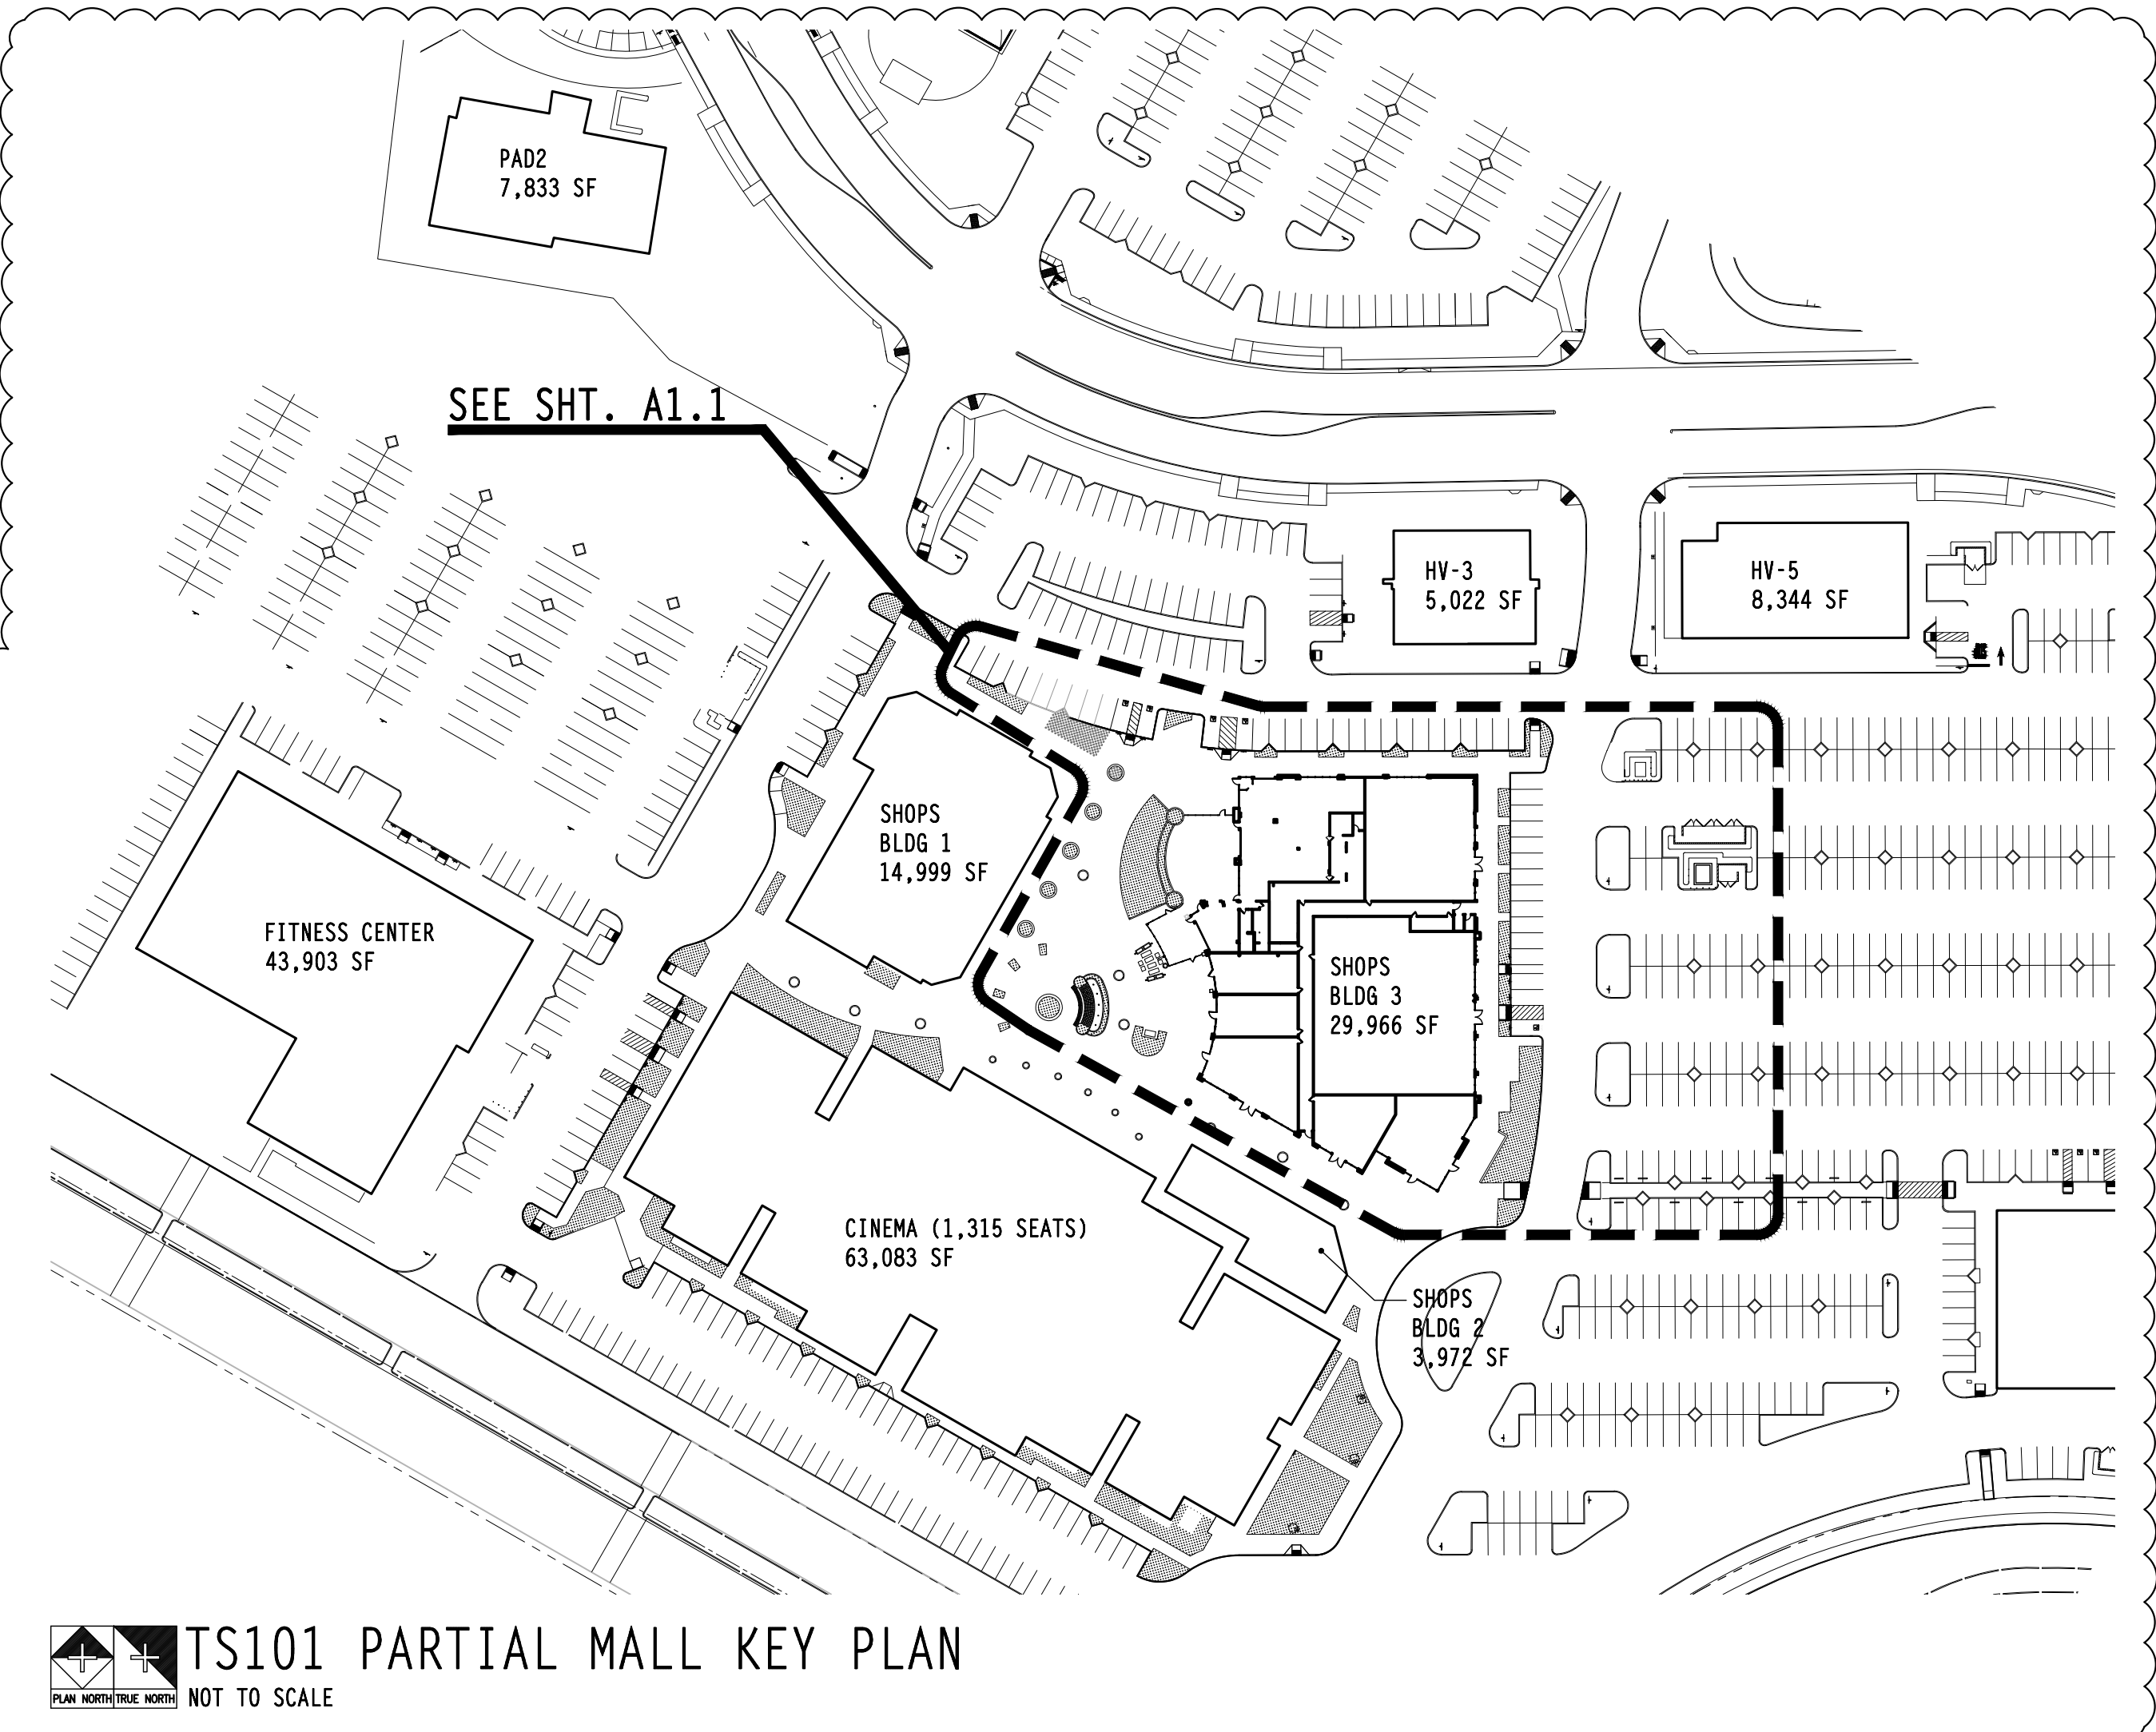 PAD2
7,833 SF
SEE SHT. A1.1
HV-3
5,022 SF
HV-5
8,344 SF
SHOPS
BLDG 1
14,999 SF
FITNESS CENTER
43,903 SF
SHOPS
BLDG 3
29,966 SF
CINEMA (1,315 SEATS)
63,083 SF
SHOPS
BLDG 2
3,972 SF
TS101 PARTIAL MALL KEY PLAN
PLAN NORTH TRUE NORTH
NOT TO SCALE